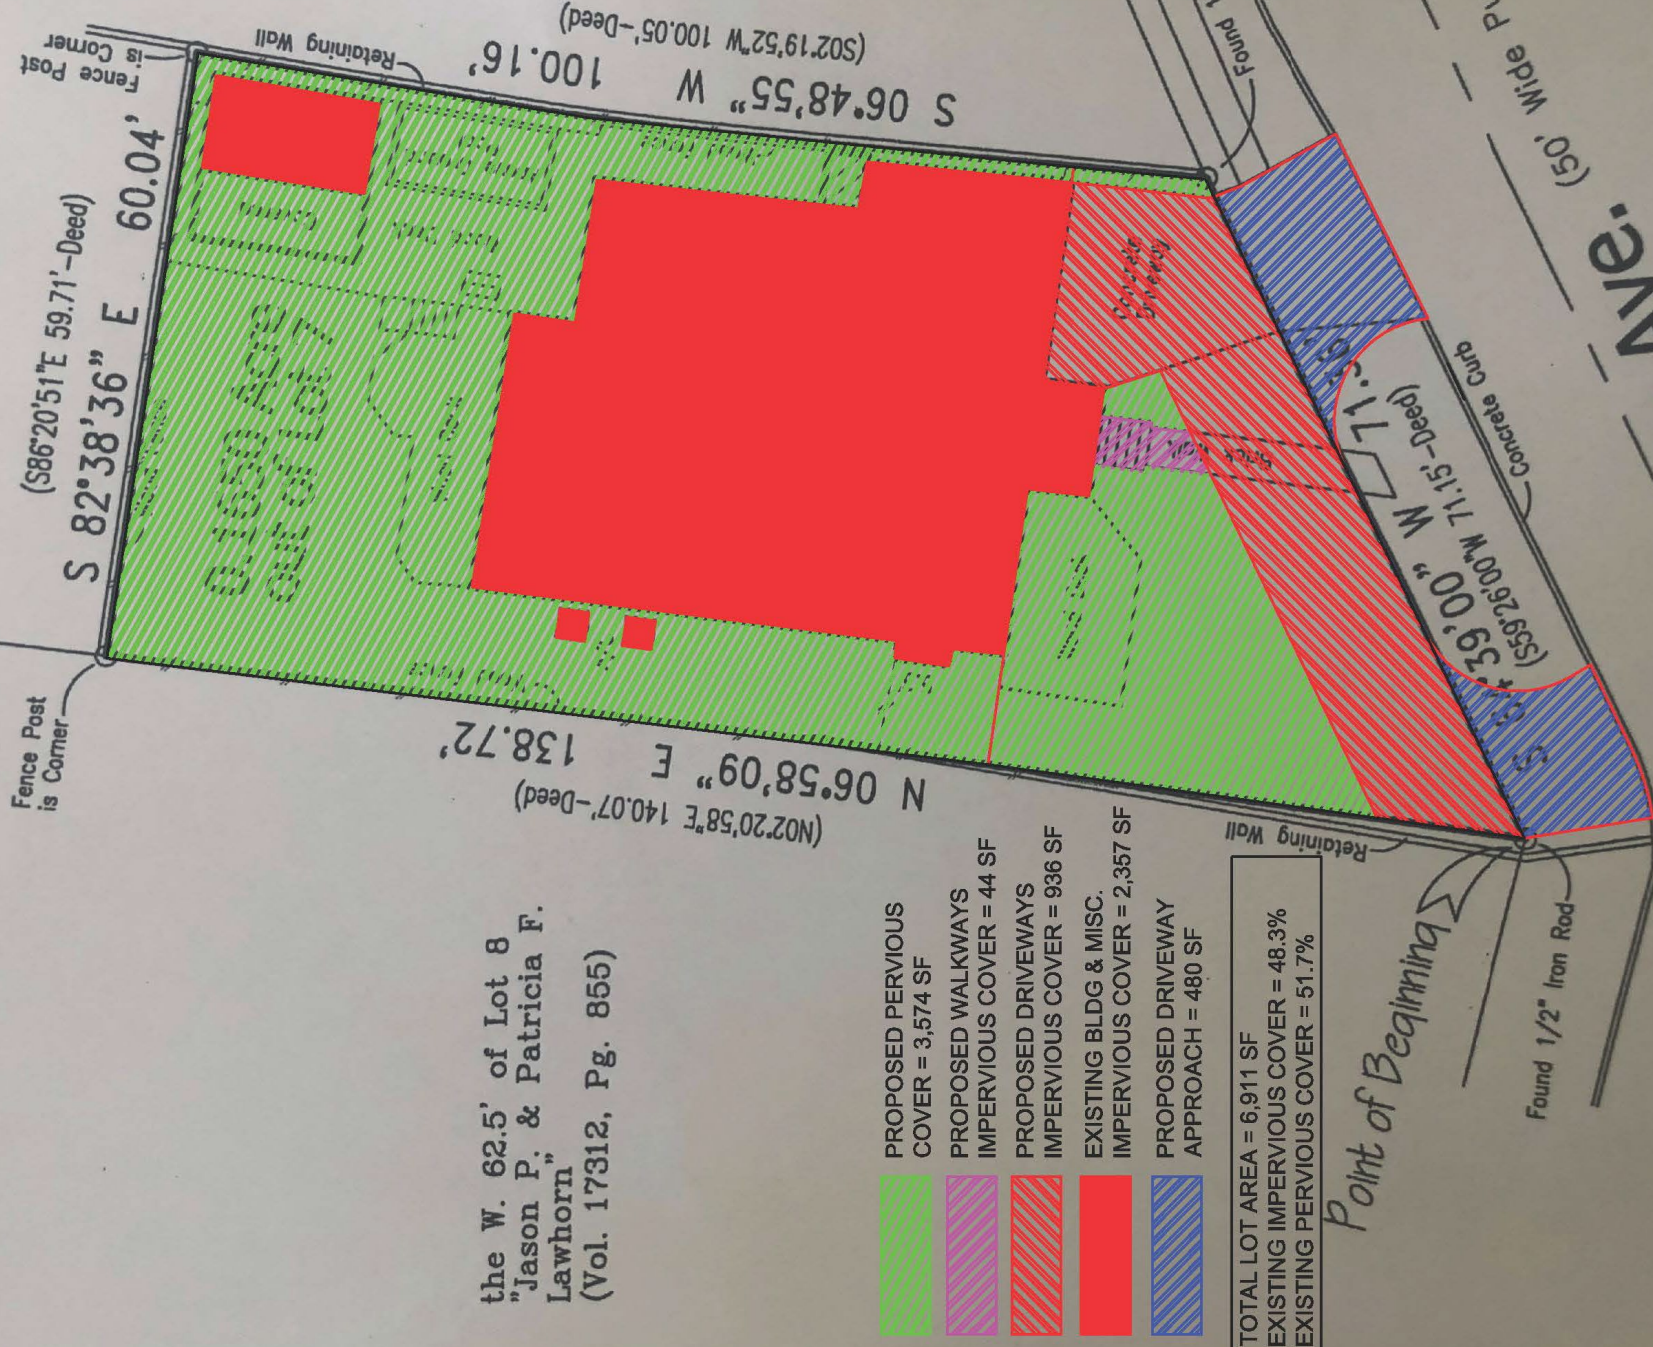 Fence Post
is Corner
Fence Post
is Corner
Retaining Wall
(S86°20'51"E 59.71'-Deed)
S 82°38'36" E 60.04'
(S02°19'52"W 100.05'-Deed)
S 06°48'55" W 100.16'
Found 1
(50' Wide P
Ave.
Concrete Curb
W 71.
(S59°26'00"W 71.15'-Deed)
N 06°58'09" E 138.72'
(N02°20'58"E 140.07'-Deed)
Retaining Wall
Point of Beginning
Found 1/2" Iron Rod
the W. 62.5' of Lot 8
"Jason P. & Patricia F.
Lawhorn"
(Vol. 17312, Pg. 855)
PROPOSED PERVIOUS
COVER = 3,574 SF
PROPOSED WALKWAYS
IMPERVIOUS COVER = 44 SF
PROPOSED DRIVEWAYS
IMPERVIOUS COVER = 936 SF
EXISTING BLDG & MISC.
IMPERVIOUS COVER = 2,357 SF
PROPOSED DRIVEWAY
APPROACH = 480 SF
TOTAL LOT AREA = 6,911 SF
EXISTING IMPERVIOUS COVER = 48.3%
EXISTING PERVIOUS COVER = 51.7%